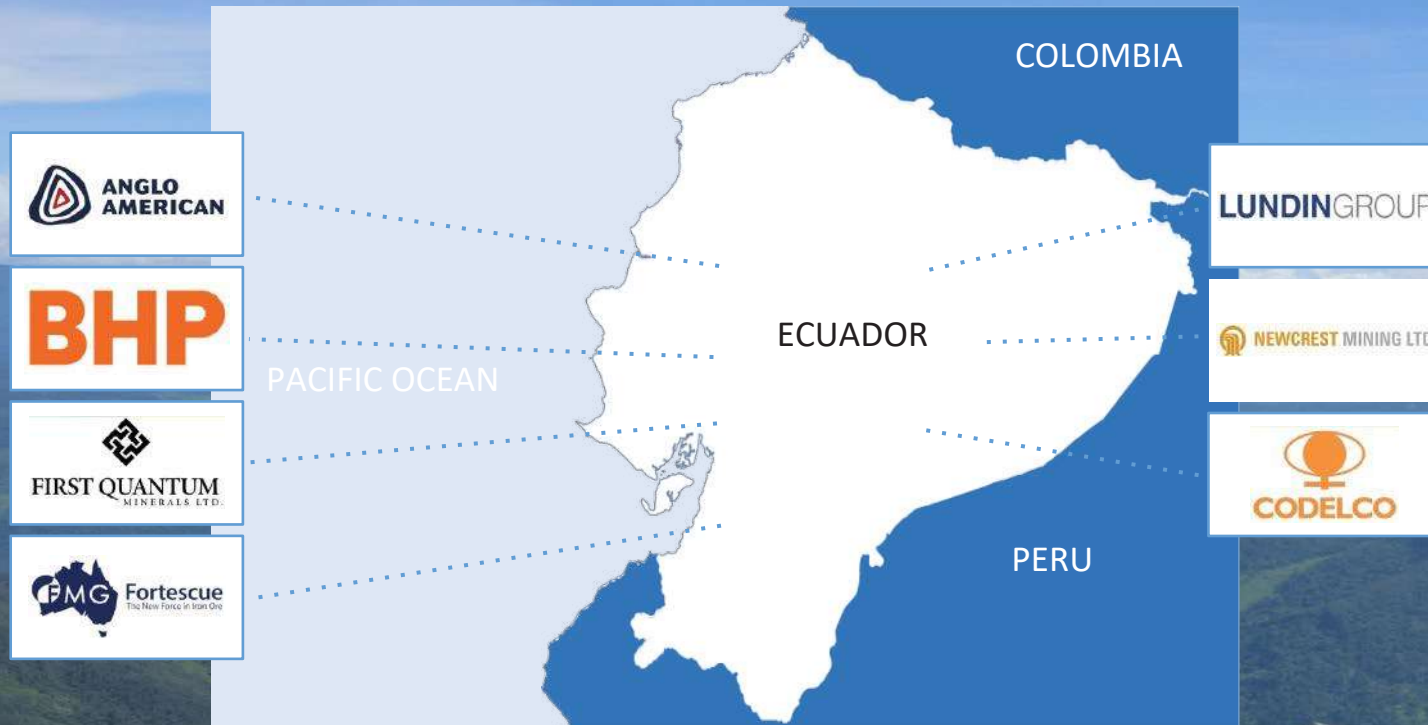 COLOMBIA
ANGLO
AMERICAN
LUNDINGROUP
BHP
ECUADOR
NEWCREST MINING LTD
PACIFIC OCEAN
FIRST QUANTUM
MINERALS LTD.
CODELCO
FMG Fortescue
The New Force in Iron Ore
PERU